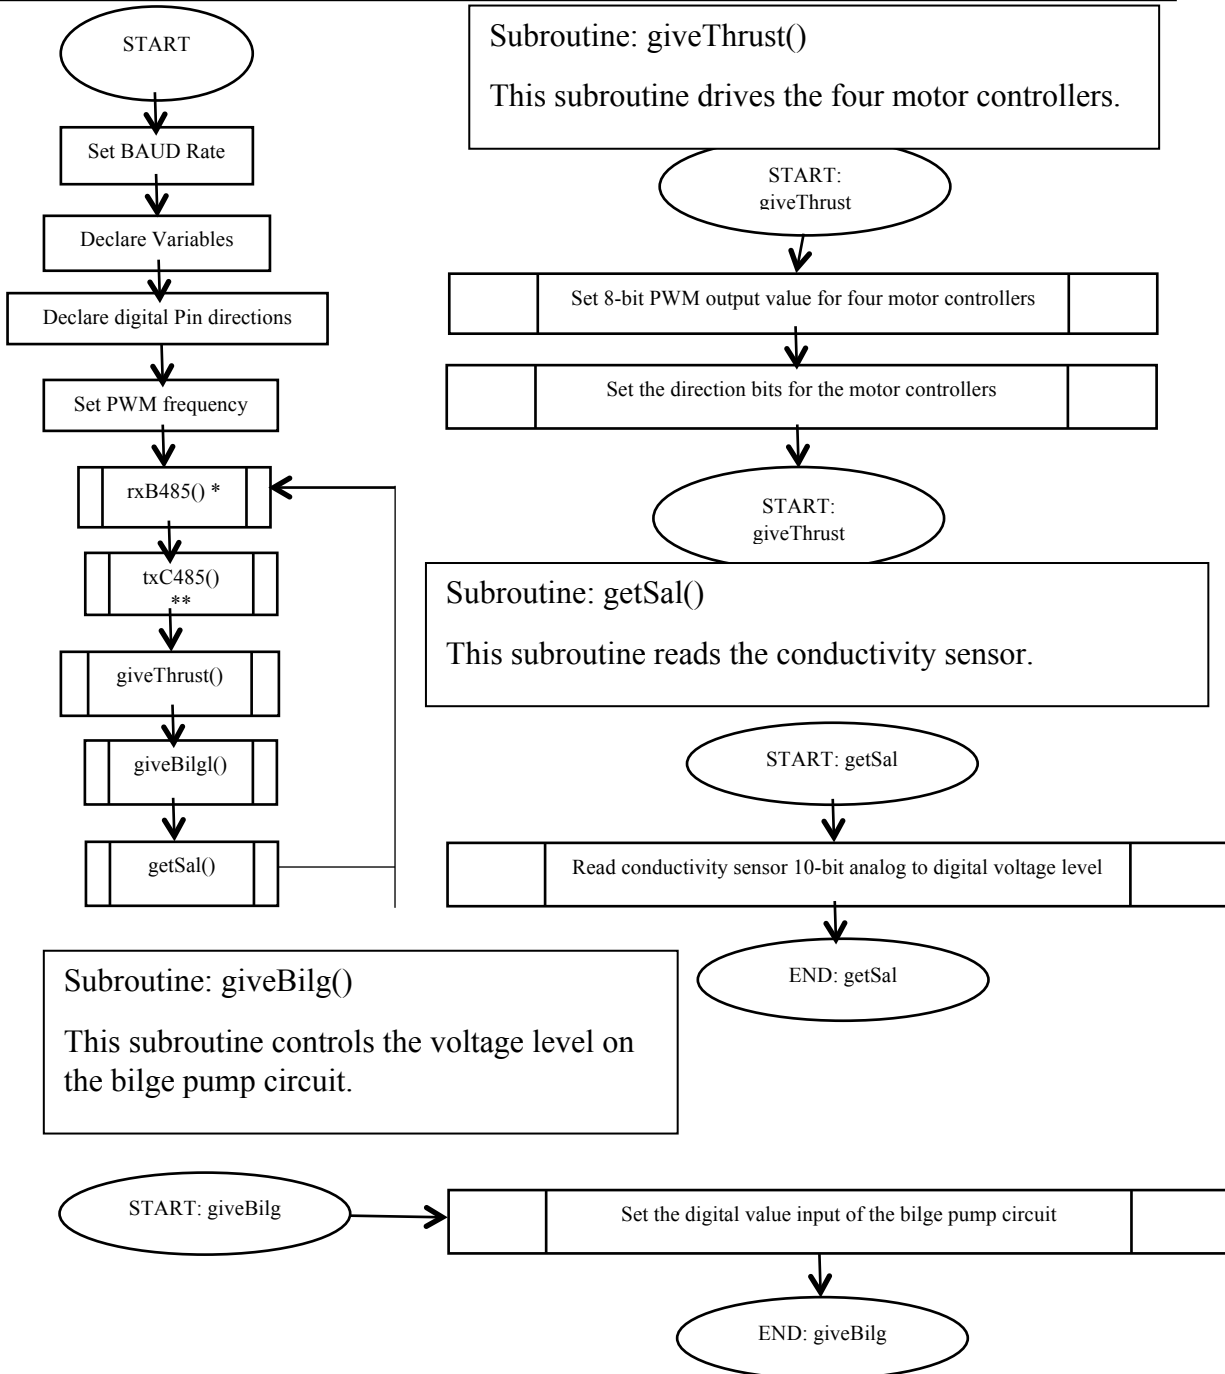 START
Set BAUD Rate
Declare Variables
Declare digital Pin directions
Set PWM frequency
rxB485() *
txC485()
**
giveThrust()
giveBilgl()
getSal()
Subroutine: giveThrust()
This subroutine drives the four motor controllers.
START:
giveThrust
Set 8-bit PWM output value for four motor controllers
Set the direction bits for the motor controllers
START:
giveThrust
Subroutine: getSal()
This subroutine reads the conductivity sensor.
START: getSal
Read conductivity sensor 10-bit analog to digital voltage level
END: getSal
Subroutine: giveBilg()
This subroutine controls the voltage level on
the bilge pump circuit.
START: giveBilg
Set the digital value input of the bilge pump circuit
END: giveBilg